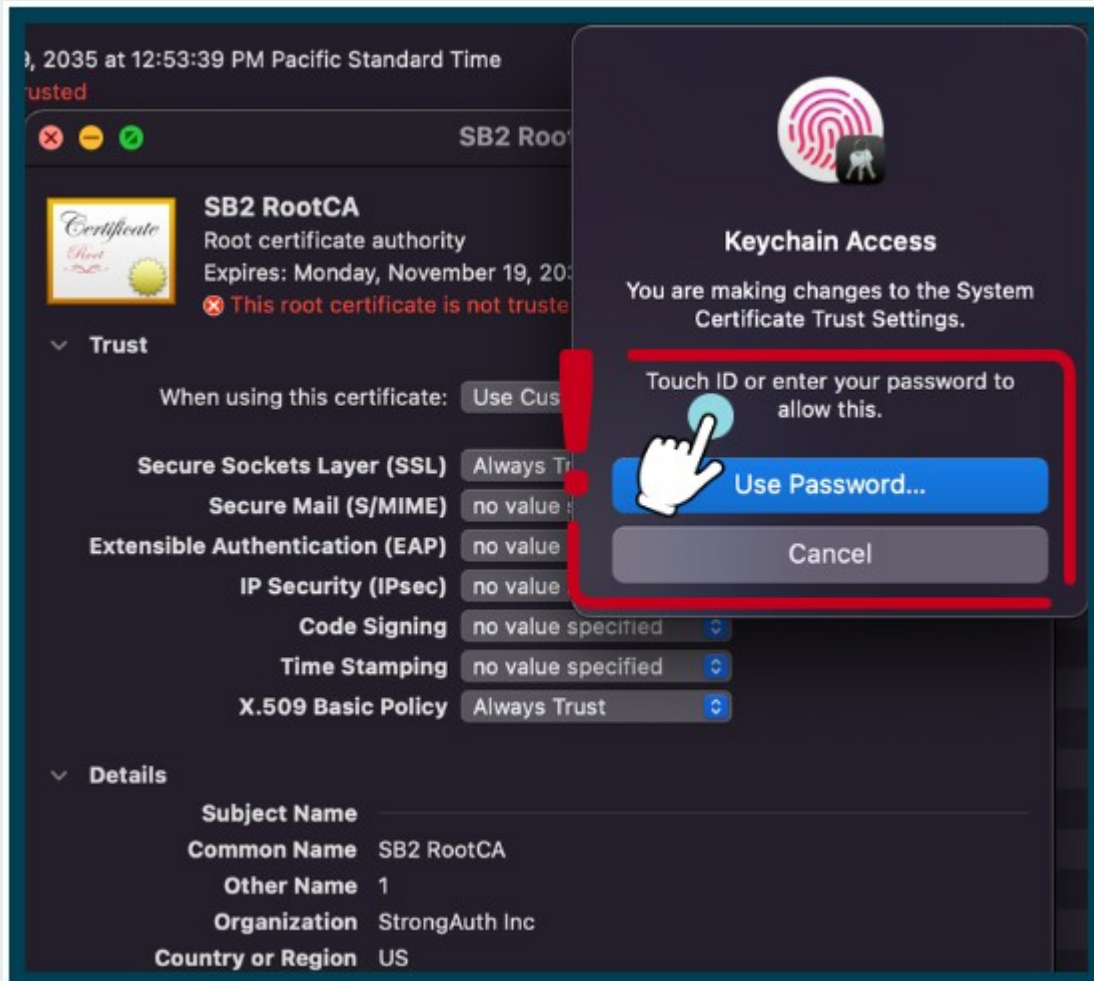 9, 2035 at 12:53:39 PM Pacific Standard Time
usted
SB2 Roo
Certificate
Root
SB2 RootCA
Root certificate authority
Expires: Monday, November 19, 20
This root certificate is not truste
Trust
When using this certificate: Use Cus
Secure Sockets Layer (SSL) Always Tr
Secure Mail (S/MIME) no value
Extensible Authentication (EAP) no value
IP Security (IPsec) no value
Code Signing no value specified
Time Stamping no value specified
X.509 Basic Policy Always Trust
Details
Subject Name
Common Name SB2 RootCA
Other Name 1
Organization StrongAuth Inc
Country or Region US
Keychain Access
You are making changes to the System
Certificate Trust Settings.
Touch ID or enter your password to
allow this.
Use Password...
Cancel